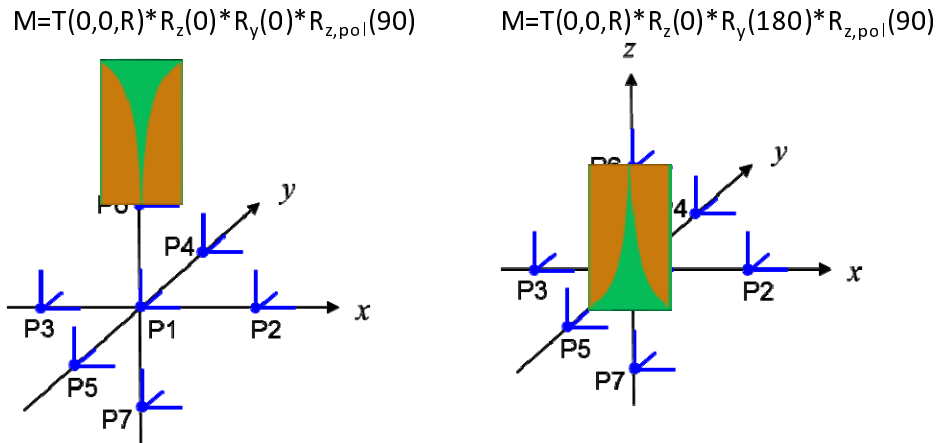 M=T(0,0,R)*R_z(0)*R_y(0)*R_z,pol(90)
M=T(0,0,R)*R_z(0)*R_y(180)*R_z,pol(90)
y
P4
x
P3
P1
P2
P5
P7
z
y
x
P3
P2
P5
P7